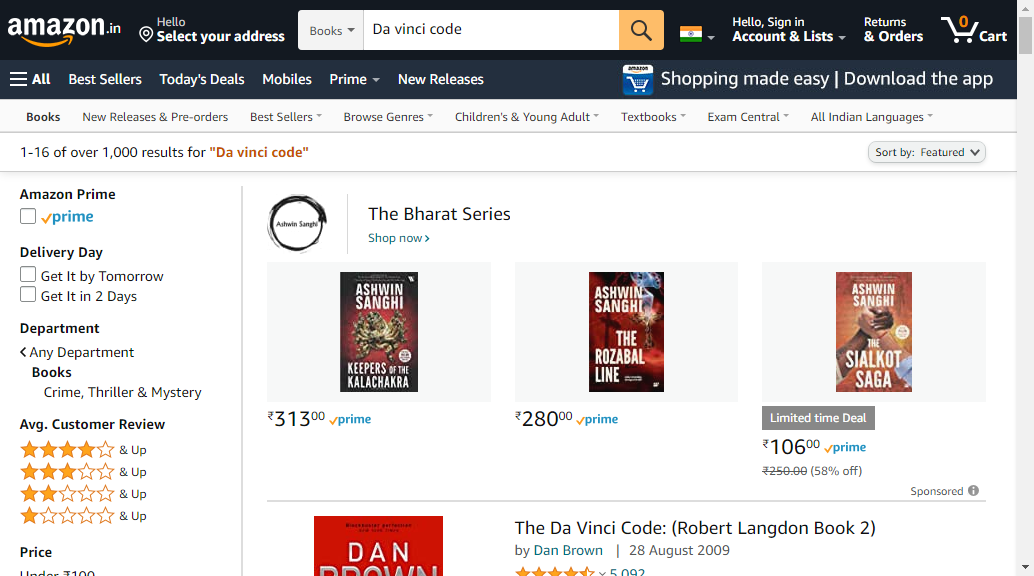 amazon.in
Hello
Select your address
Books
Da vinci code
Hello, Sign in
Account & Lists
Returns
& Orders
0
Cart
All
Best Sellers
Today's Deals
Mobiles
Prime
New Releases
amazon
Shopping made easy | Download the app
Books
New Releases & Pre-orders
Best Sellers
Browse Genres
Children's & Young Adult
Textbooks
Exam Central
All Indian Languages
1-16 of over 1,000 results for "Da vinci code"
Sort by: Featured
Amazon Prime
prime
Delivery Day
Get It by Tomorrow
Get It in 2 Days
Department
Any Department
Books
Crime, Thriller & Mystery
Avg. Customer Review
& Up
& Up
& Up
& Up
Price
Under ₹100
Ashwin Sanghi
The Bharat Series
Shop now
ASHWIN
SANGHI
KEEPERS OF THE
KALACHAKRA
₹31300 prime
ASHWIN
SANGHI
THE
ROZABAL
LINE
₹28000 prime
ASHWIN
SANGHI
THE
SIALKOT
SAGA
Limited time Deal
₹10600 prime
₹250.00 (58% off)
Sponsored
DAN
BROWN
The Da Vinci Code: (Robert Langdon Book 2)
by Dan Brown | 28 August 2009
5,092